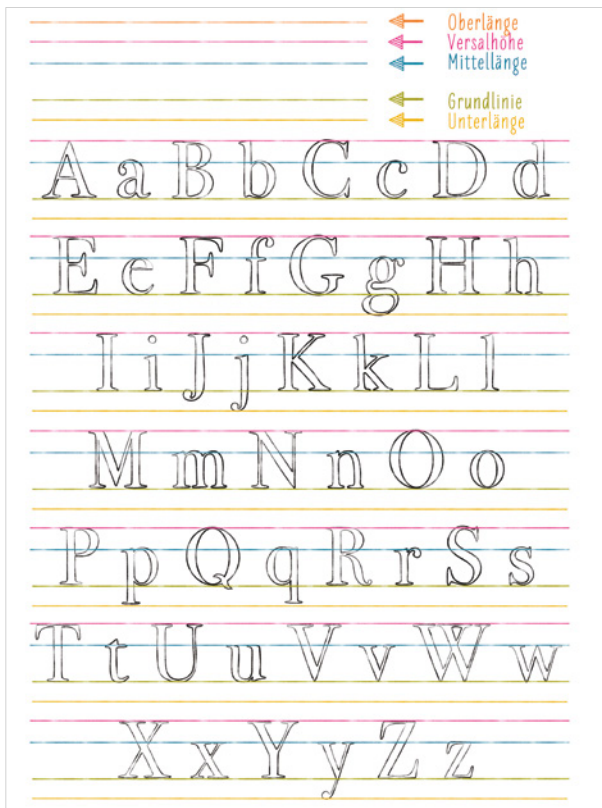 Oberlänge
Versalhöhe
Mittellänge
Grundlinie
Unterlänge
A a B b C c D d
E e F f G g H h
I i J j K k L l
M m N n O o
P p Q q R r S s
T t U u V v W w
X x Y y Z z